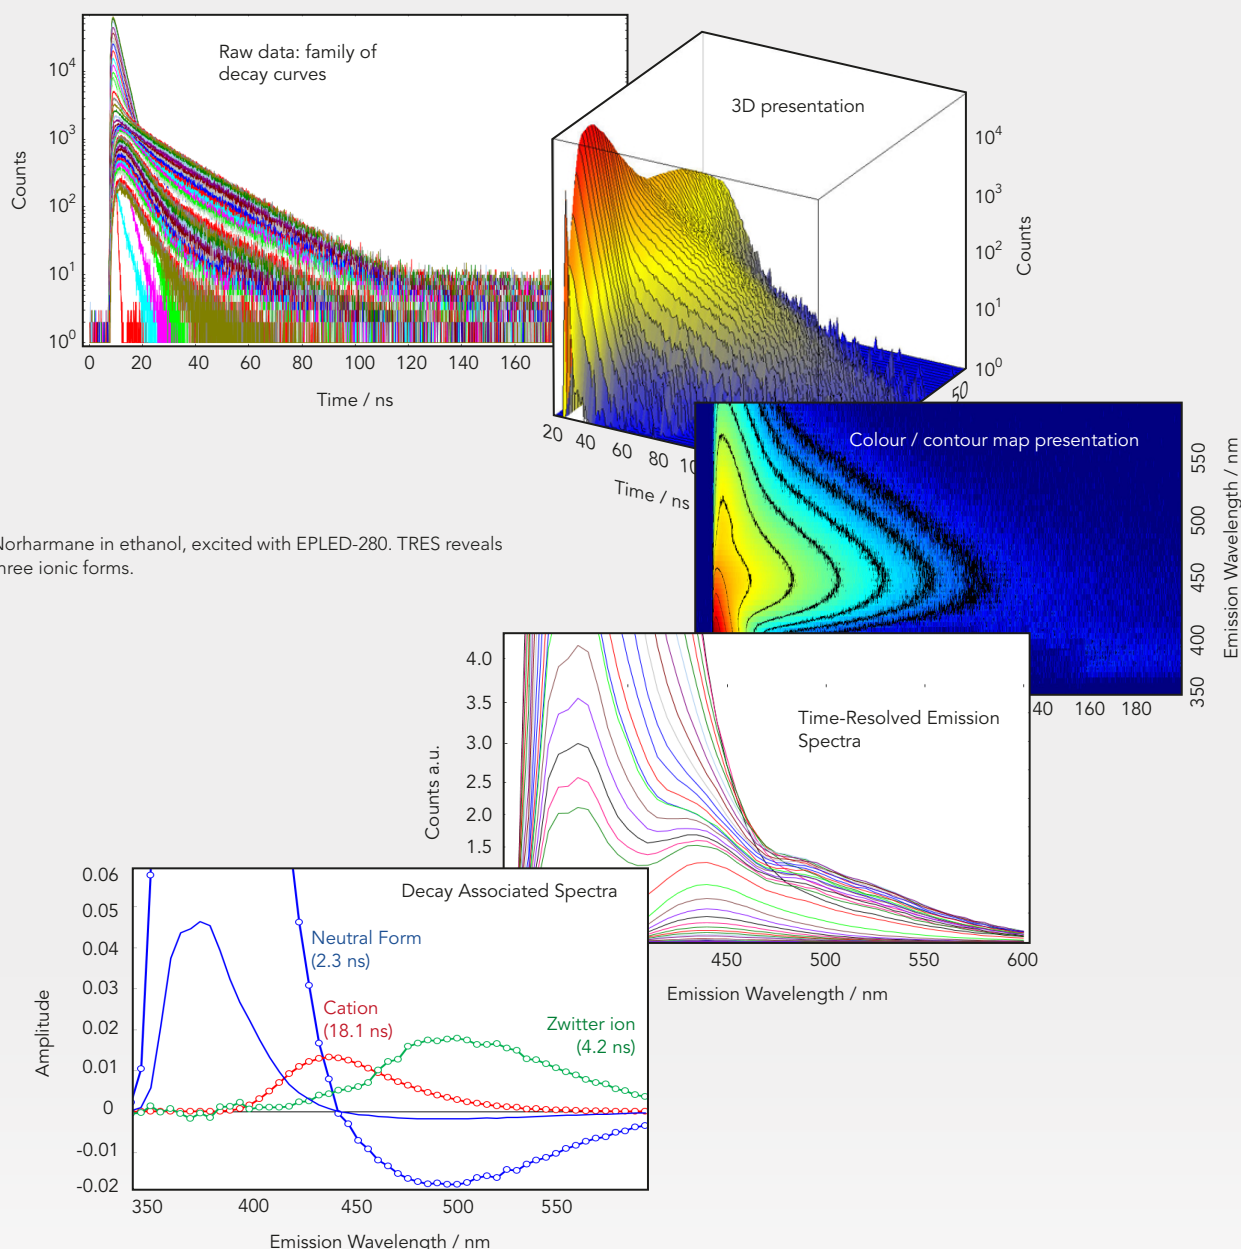 Raw data: family of
decay curves
Counts
10^4
10^3
10^2
10^1
10^0
0 20 40 60 80 100 120 140 160
Time / ns
3D presentation
10^4
10^3
10^2
10^1
10^0
Counts
50
20 40 60 80
Time / ns
Colour / contour map presentation
550
500
450
400
350
Emission Wavelength / nm
40 160 180
Norharmane in ethanol, excited with EPLED-280. TRES reveals
three ionic forms.
Time-Resolved Emission
Spectra
Counts a.u.
4.0
3.5
3.0
2.5
2.0
1.5
450 500 550 600
Emission Wavelength / nm
Decay Associated Spectra
Neutral Form
(2.3 ns)
Cation
(18.1 ns)
Zwitter ion
(4.2 ns)
Amplitude
0.06
0.05
0.04
0.03
0.02
0.01
0
-0.01
-0.02
350 400 450 500 550
Emission Wavelength / nm